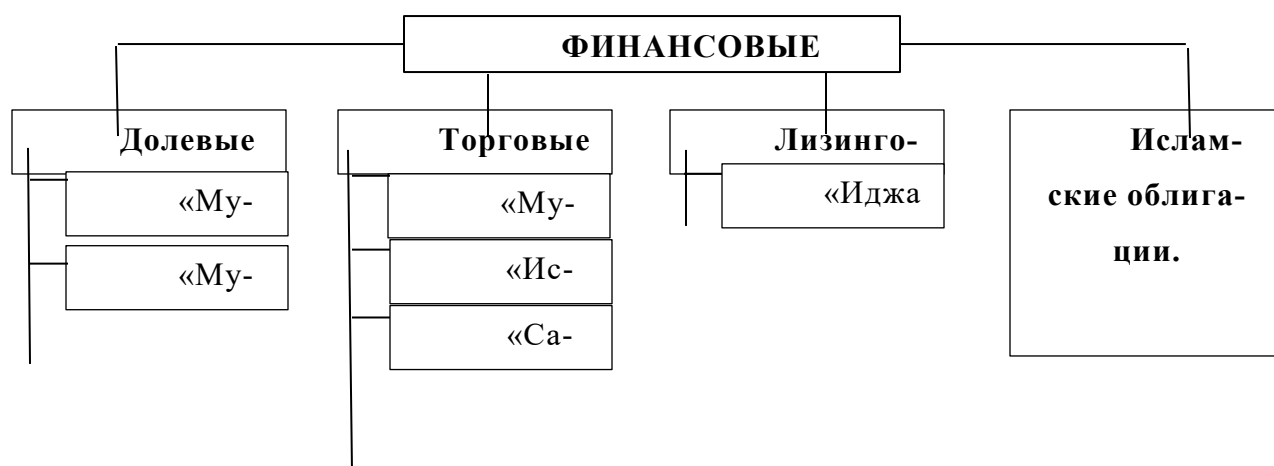 ФИНАНСОВЫЕ
Долевые
«Му-
«Му-
Торговые
«Му-
«Ис-
«Са-
Лизинго-
«Иджа
Ислам-
ские облига-
ции.